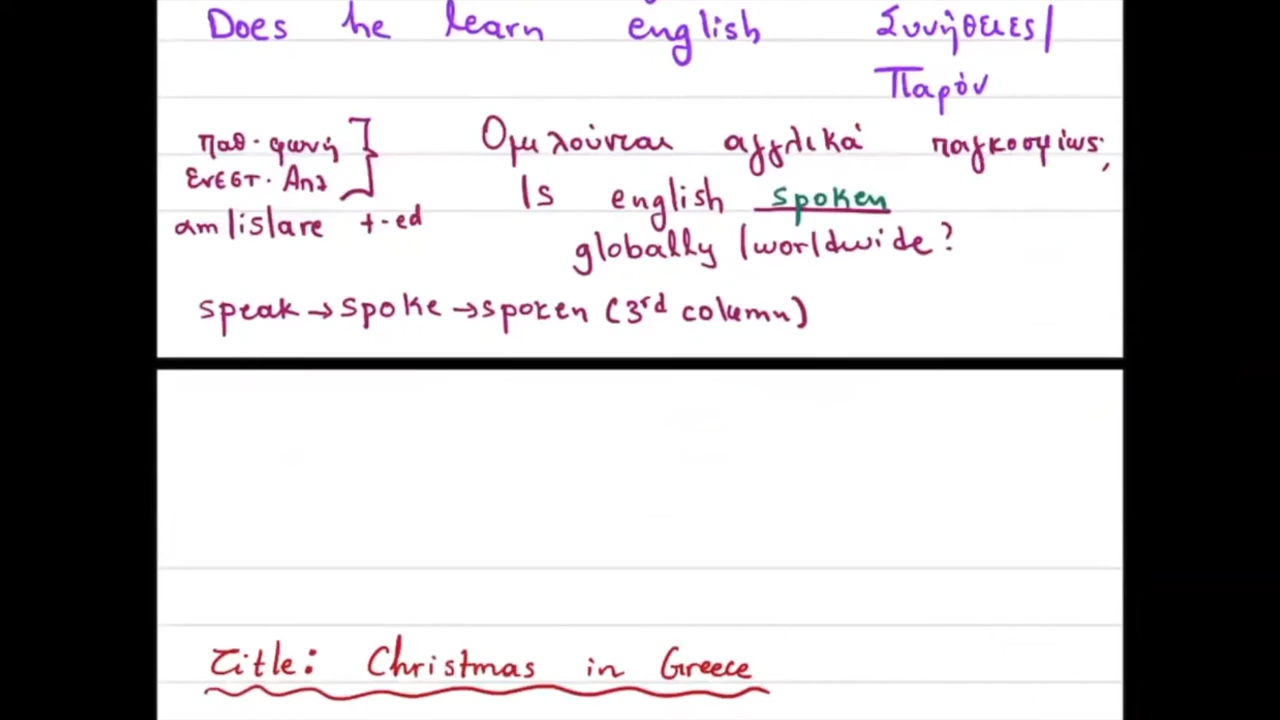 Does he learn english Συνήθειες/
Παρόν
παθ. φωνή
Ενεστ. Απλ
am/is/are +-ed
Ομιλούνται αγγλικά παγκοσμίως;
Is english spoken
globally/worldwide?
speak→spoke→spoken (3rd column)
Title: Christmas in Greece